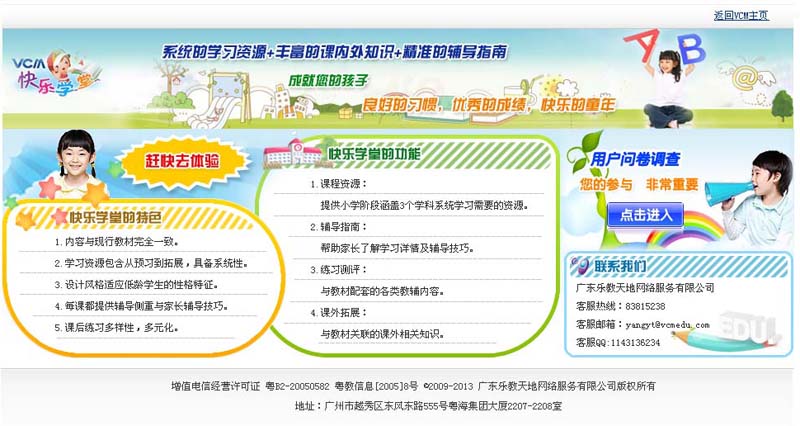 返回VCM主页
VCM
快乐学堂
系统的学习资源+丰富的课内外知识+精准的辅导指南
成就您的孩子
良好的习惯，优秀的成绩，快乐的童年
AB
@
赶快去体验
快乐学堂的特色
1.内容与现行教材完全一致。
2.学习资源包含从预习到拓展，具备系统性。
3.设计风格适应低龄学生的性格特征。
4.每课都提供辅导侧重与家长辅导技巧。
5.课后练习多样性，多元化。
快乐学堂的功能
1.课程资源：
提供小学阶段涵盖3个学科系统学习需要的资源。
2.辅导指南：
帮助家长了解学习详情及辅导技巧。
3.练习测评：
与教材配套的各类教辅内容。
4.课外拓展：
与教材关联的课外相关知识。
用户问卷调查
您的参与 非常重要
点击进入
联系我们
广东乐教天地网络服务有限公司
客服热线：83815238
客服邮箱：yangyt@vcmedu.com
客服QQ:1143136234
EDU
增值电信经营许可证 粤B2-20050582 粤教信息[2005]8号 ©2009-2013 广东乐教天地网络服务有限公司版权所有
地址：广州市越秀区东风东路555号粤海集团大厦2207-2208室